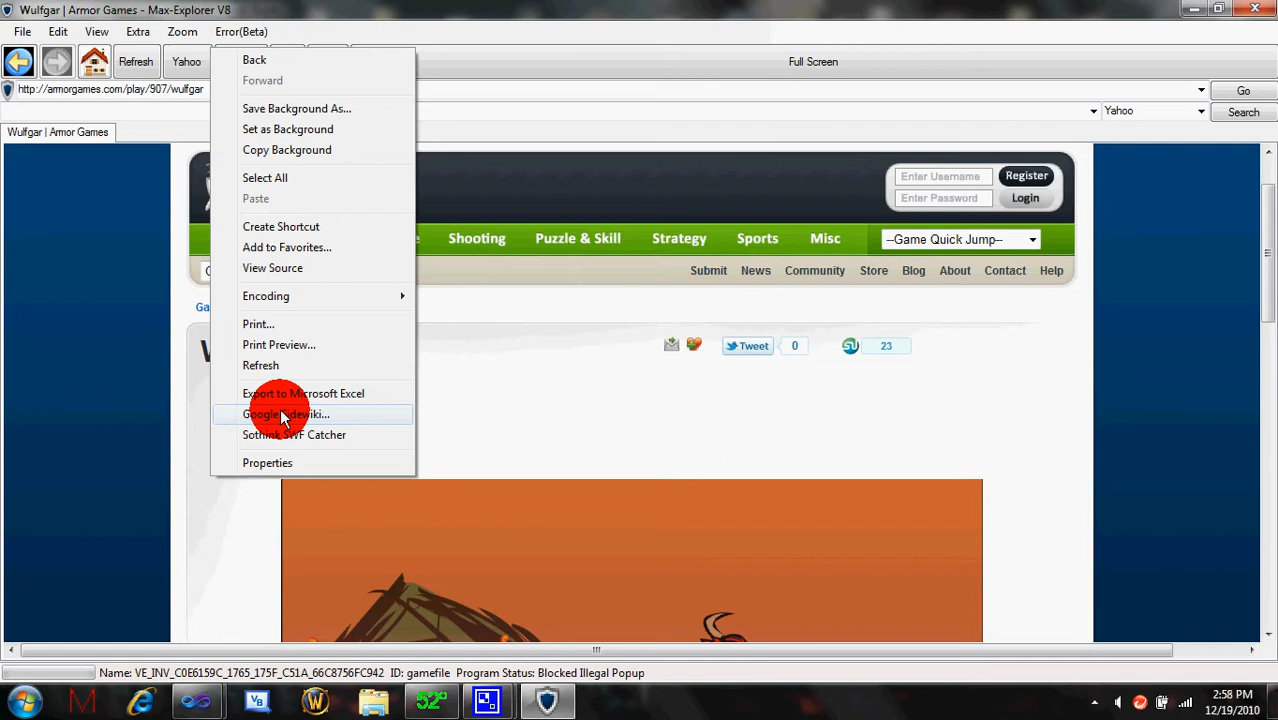 Wulfgar | Armor Games - Max-Explorer V8
File Edit View Extra Zoom Error(Beta)
Refresh Yahoo Full Screen
http://armorgames.com/play/907/wulfgar Go
Yahoo Search
Wulfgar | Armor Games
Back
Forward
Save Background As...
Set as Background
Copy Background
Select All
Paste
Create Shortcut
Add to Favorites...
View Source
Encoding
Print...
Print Preview...
Refresh
Export to Microsoft Excel
Google Sidewiki...
Sothink SWF Catcher
Properties
Enter Username Register
Enter Password Login
Shooting Puzzle & Skill Strategy Sports Misc --Game Quick Jump--
Submit News Community Store Blog About Contact Help
Tweet 0 23
Name: VE_INV_C0E6159C_1765_175F_C51A_66C8756FC942 ID: gamefile Program Status: Blocked Illegal Popup
VB
52°
2:58 PM
12/19/2010